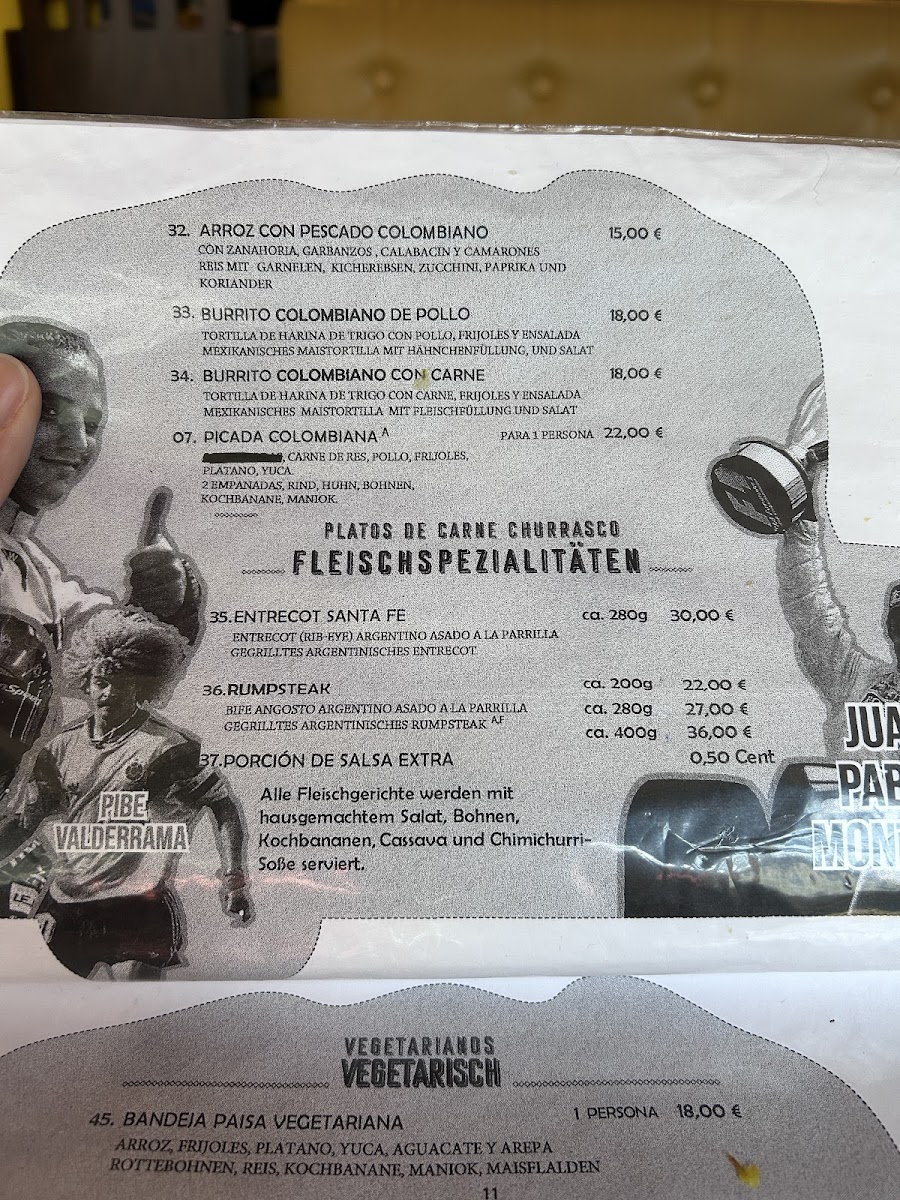 32. ARROZ CON PESCADO COLOMBIANO 15,00 €
CON ZANAHORIA, GARBANZOS , CALABACIN Y CAMARONES
REIS MIT GARNELEN, KICHEREBSEN, ZUCCHINI, PAPRIKA UND
KORIANDER
33. BURRITO COLOMBIANO DE POLLO 18,00 €
TORTILLA DE HARINA DE TRIGO CON POLLO, FRIJOLES Y ENSALADA
MEXIKANISCHES MAISTORTILLA MIT HÄHNCHENFÜLLUNG, UND SALAT
34. BURRITO COLOMBIANO CON CARNE 18,00 €
TORTILLA DE HARINA DE TRIGO CON CARNE, FRIJOLES Y ENSALADA
MEXIKANISCHES MAISTORTILLA MIT FLEISCHFÜLLUNG UND SALAT
07. PICADA COLOMBIANA A PARA 1 PERSONA 22,00 €
, CARNE DE RES, POLLO, FRIJOLES,
PLATANO, YUCA.
2 EMPANADAS, RIND, HUHN, BOHNEN,
KOCHBANANE, MANIOK.
PLATOS DE CARNE CHURRASCO
FLEISCHSPEZIALITÄTEN
35.ENTRECOT SANTA FE ca. 280g 30,00 €
ENTRECOT (RIB-EYE) ARGENTINO ASADO A LA PARRILLA
GEGRILLTES ARGENTINISCHES ENTRECOT
36.RUMPSTEAK ca. 200g 22,00 €
BIFE ANGOSTO ARGENTINO ASADO A LA PARRILLA ca. 280g 27,00 €
GEGRILLTES ARGENTINISCHES RUMPSTEAK A,F ca. 400g 36,00 €
37.PORCIÓN DE SALSA EXTRA 0,50 Cent
Alle Fleischgerichte werden mit
hausgemachtem Salat, Bohnen,
Kochbananen, Cassava und Chimichurri-
Soße serviert.
PIBE
VALDERRAMA
JUA
PAB
MON
VEGETARIANOS
VEGETARISCH
45. BANDEJA PAISA VEGETARIANA 1 PERSONA 18,00 €
ARROZ, FRIJOLES, PLATANO, YUCA, AGUACATE Y AREPA
ROTTEBOHNEN, REIS, KOCHBANANE, MANIOK, MAISFLALDEN
11